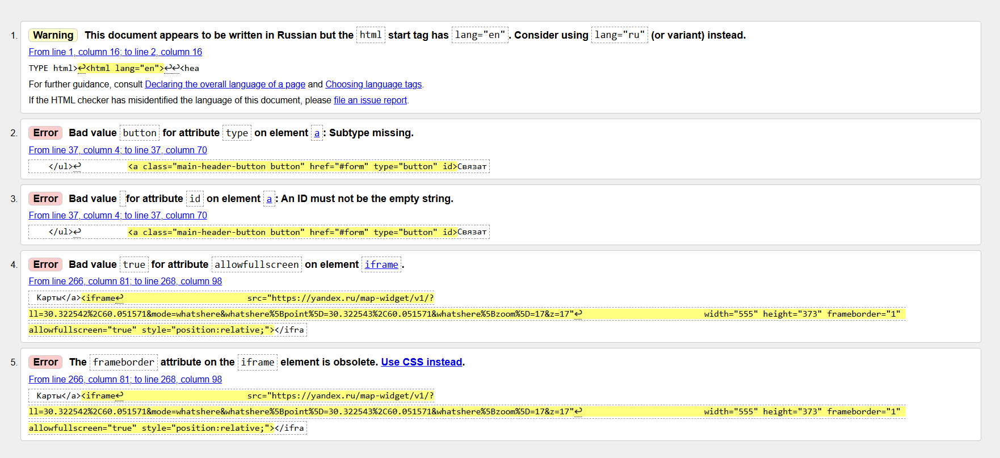 1. Warning This document appears to be written in Russian but the html start tag has lang="en". Consider using lang="ru" (or variant) instead.
From line 1, column 16; to line 2, column 16
TYPE html>↩<html lang="en">↩↩<hea
For further guidance, consult Declaring the overall language of a page and Choosing language tags.
If the HTML checker has misidentified the language of this document, please file an issue report.
2. Error Bad value button for attribute type on element a: Subtype missing.
From line 37, column 4; to line 37, column 70
</ul>↩ <a class="main-header-button button" href="#form" type="button" id>Связат
3. Error Bad value for attribute id on element a: An ID must not be the empty string.
From line 37, column 4; to line 37, column 70
</ul>↩ <a class="main-header-button button" href="#form" type="button" id>Связат
4. Error Bad value true for attribute allowfullscreen on element iframe.
From line 266, column 81; to line 268, column 98
Карты</a><iframe↩ src="https://yandex.ru/map-widget/v1/?
ll=30.322542%2C60.051571&mode=whatshere&whatshere%5Bpoint%5D=30.322543%2C60.051571&whatshere%5Bzoom%5D=17&z=17"↩ width="555" height="373" frameborder="1"
allowfullscreen="true" style="position:relative;"></ifra
5. Error The frameborder attribute on the iframe element is obsolete. Use CSS instead.
From line 266, column 81; to line 268, column 98
Карты</a><iframe↩ src="https://yandex.ru/map-widget/v1/?
ll=30.322542%2C60.051571&mode=whatshere&whatshere%5Bpoint%5D=30.322543%2C60.051571&whatshere%5Bzoom%5D=17&z=17"↩ width="555" height="373" frameborder="1"
allowfullscreen="true" style="position:relative;"></ifra